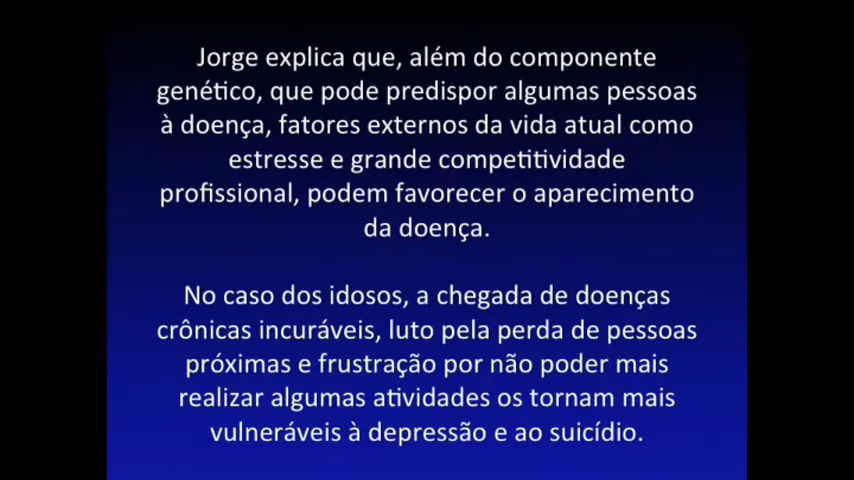 Jorge explica que, além do componente
genético, que pode predispor algumas pessoas
à doença, fatores externos da vida atual como
estresse e grande competitividade
profissional, podem favorecer o aparecimento
da doença.
No caso dos idosos, a chegada de doenças
crônicas incuráveis, luto pela perda de pessoas
próximas e frustração por não poder mais
realizar algumas atividades os tornam mais
vulneráveis à depressão e ao suicídio.